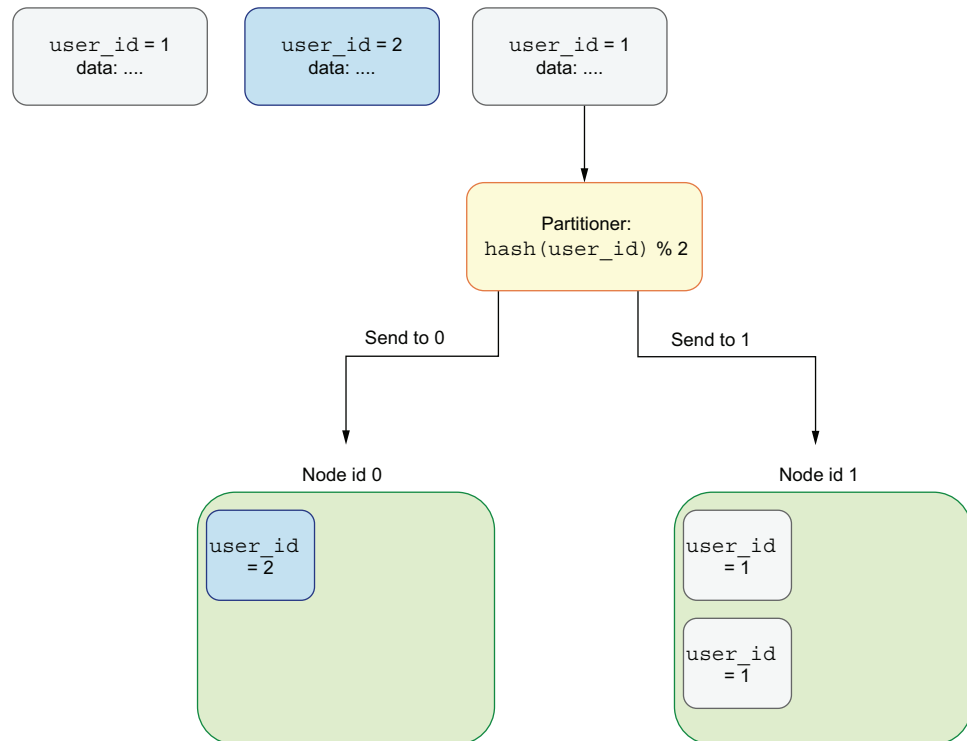 user_id = 1
data: ....
user_id = 2
data: ....
user_id = 1
data: ....
Partitioner:
hash(user_id) % 2
Send to 0
Send to 1
Node id 0
Node id 1
user_id
= 2
user_id
= 1
user_id
= 1